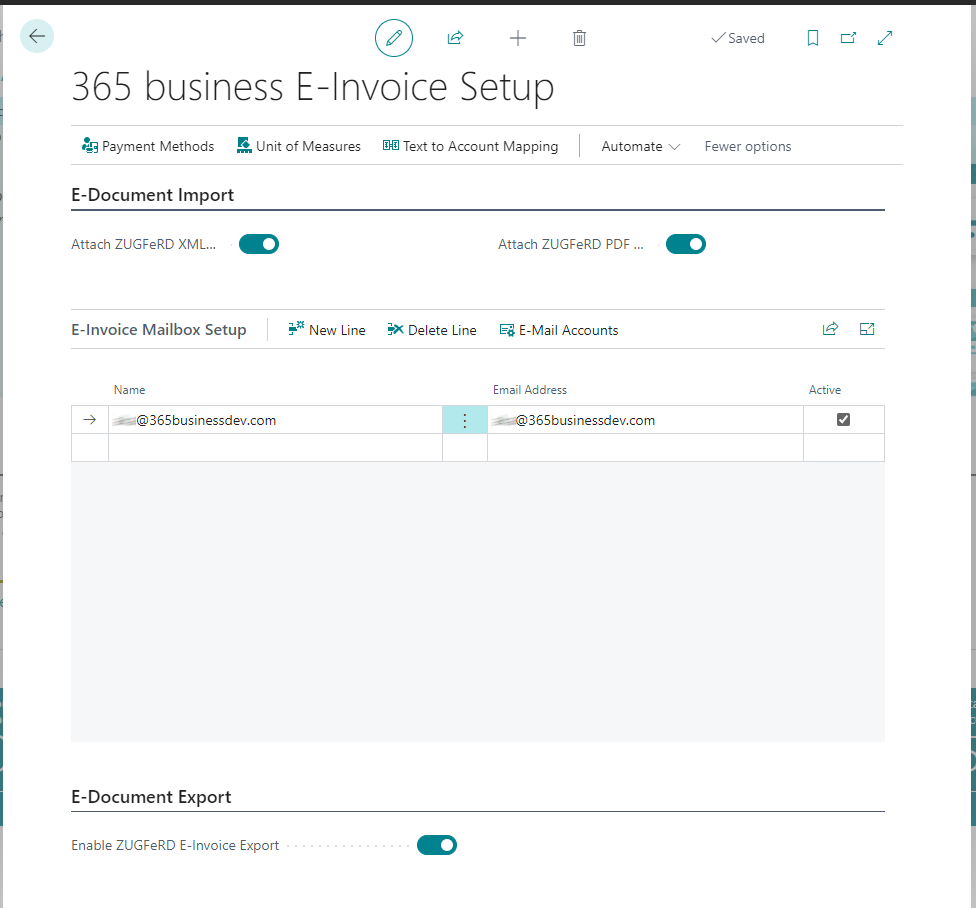 Saved
365 business E-Invoice Setup
Payment Methods Unit of Measures Text to Account Mapping Automate Fewer options
E-Document Import
Attach ZUGFeRD XML... Attach ZUGFeRD PDF ...
E-Invoice Mailbox Setup New Line Delete Line E-Mail Accounts
Name Email Address Active
@365businessdev.com @365businessdev.com
E-Document Export
Enable ZUGFeRD E-Invoice Export